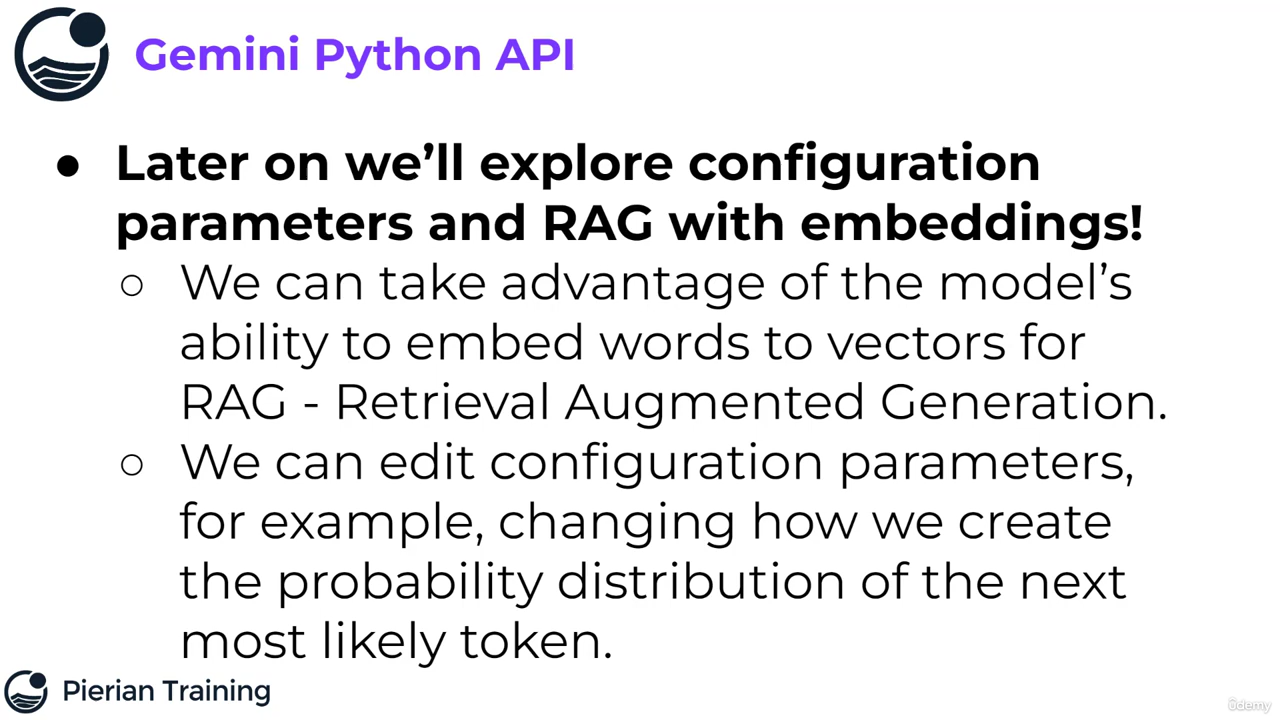 Gemini Python API
● Later on we’ll explore configuration
parameters and RAG with embeddings!
○ We can take advantage of the model’s
ability to embed words to vectors for
RAG - Retrieval Augmented Generation.
○ We can edit configuration parameters,
for example, changing how we create
the probability distribution of the next
most likely token.
Pierian Training
ûdemy